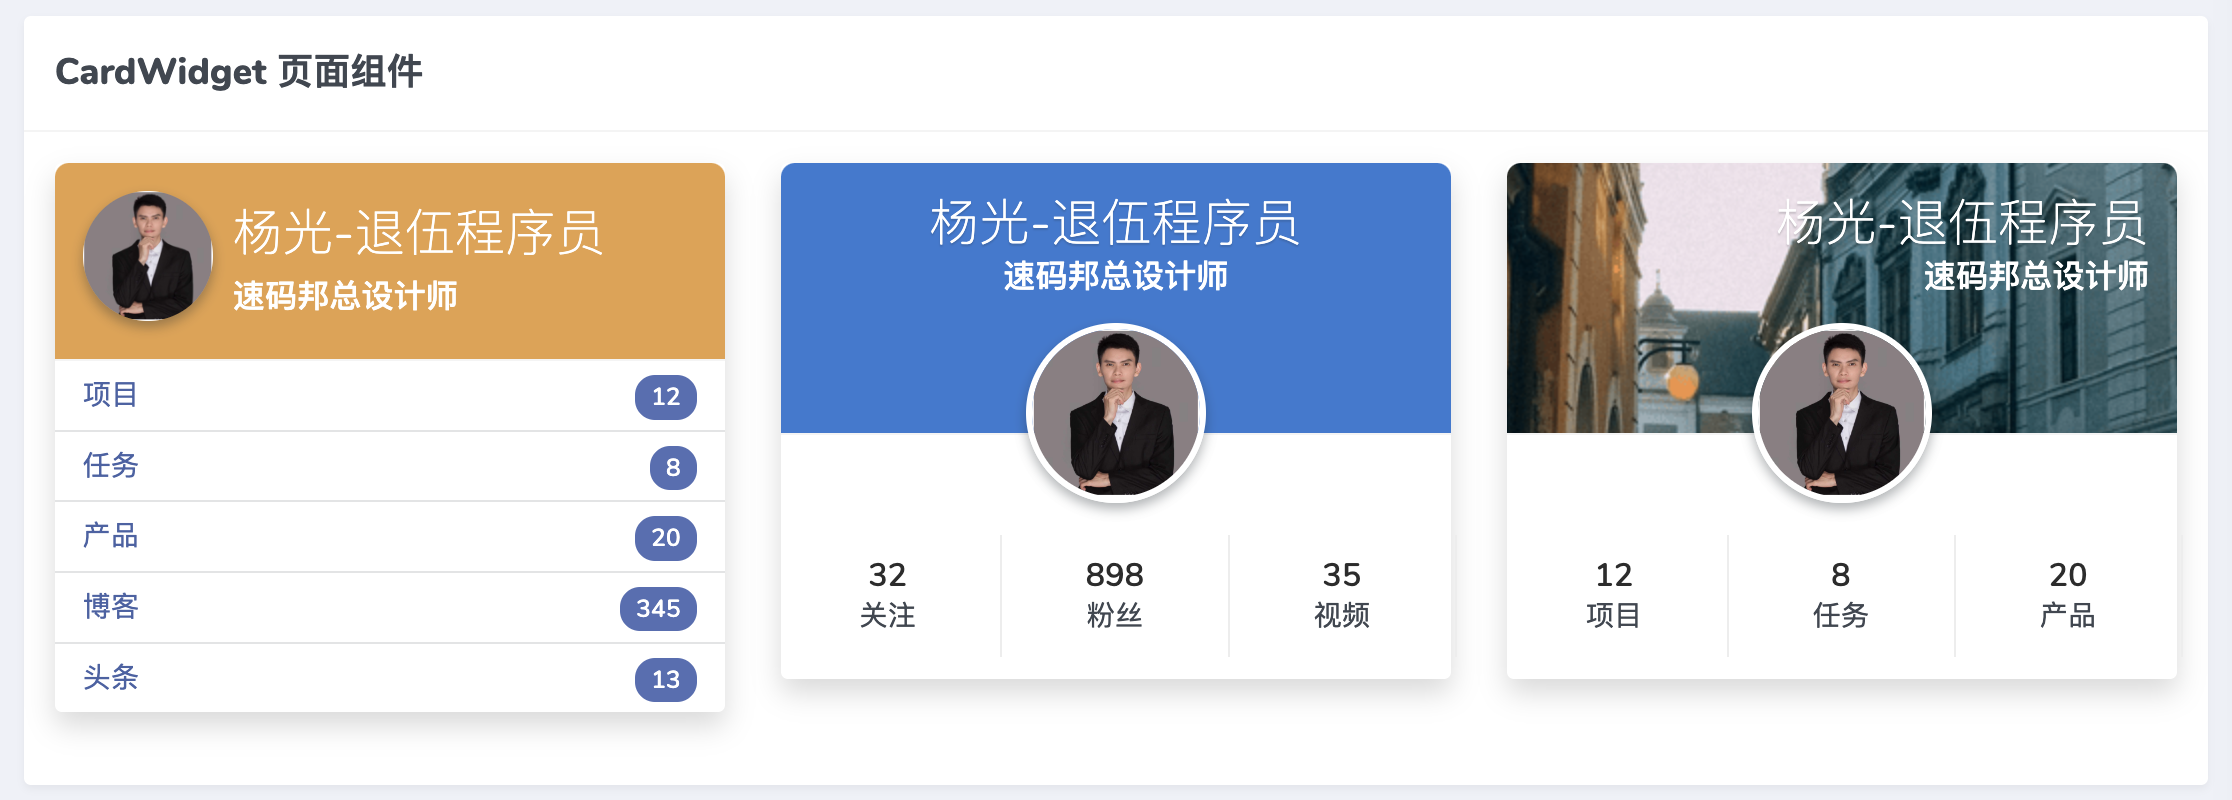 CardWidget 页面组件
杨光-退伍程序员
速码邦总设计师
项目 12
任务 8
产品 20
博客 345
头条 13
杨光-退伍程序员
速码邦总设计师
32 898 35
关注 粉丝 视频
杨光-退伍程序员
速码邦总设计师
12 8 20
项目 任务 产品